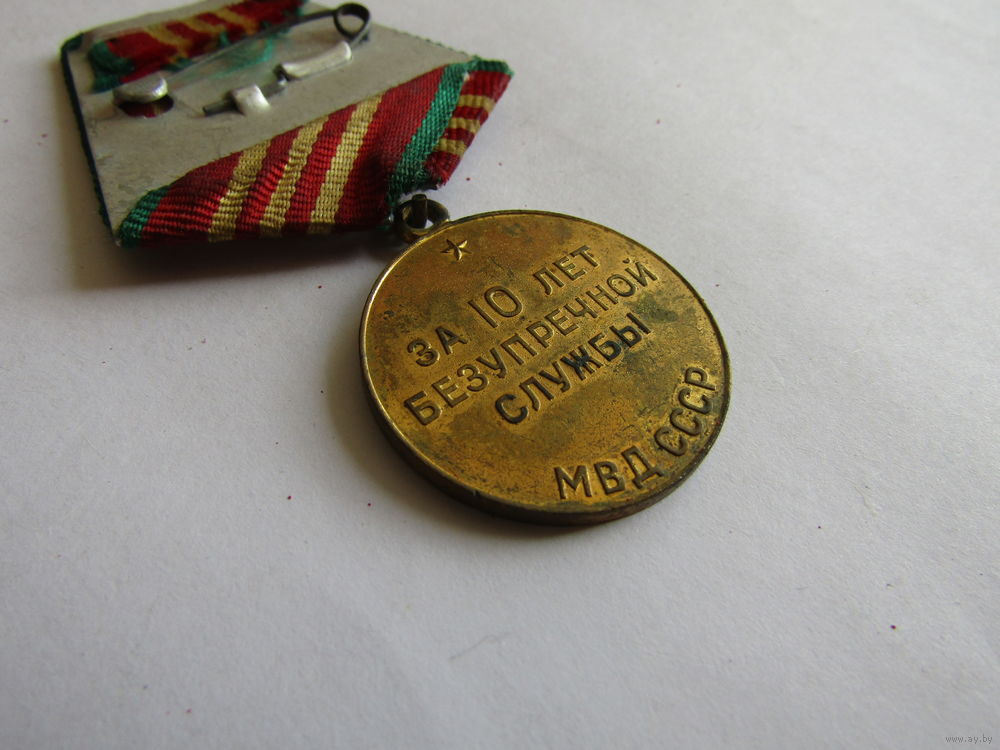 ЗА 10 ЛЕТ
БЕЗУПРЕЧНОЙ
СЛУЖБЫ
МВД СССР
www.ay.by